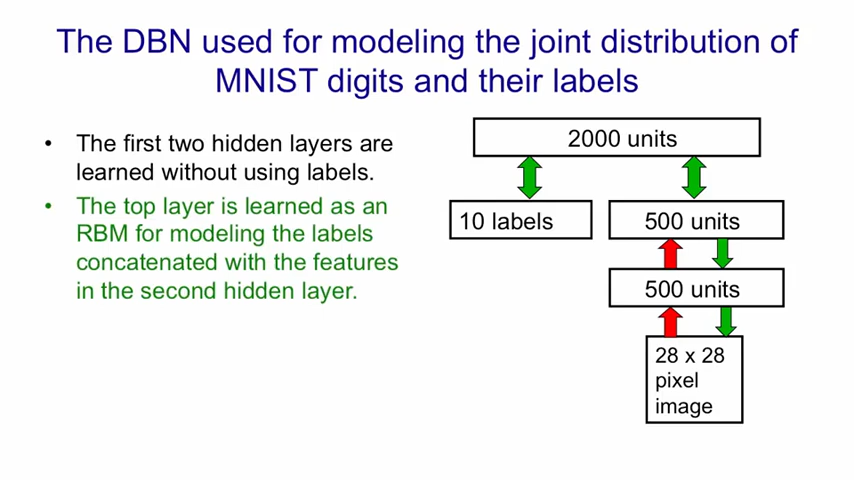 The DBN used for modeling the joint distribution of
MNIST digits and their labels
• The first two hidden layers are
learned without using labels.
• The top layer is learned as an
RBM for modeling the labels
concatenated with the features
in the second hidden layer.
2000 units
10 labels
500 units
500 units
28 x 28
pixel
image